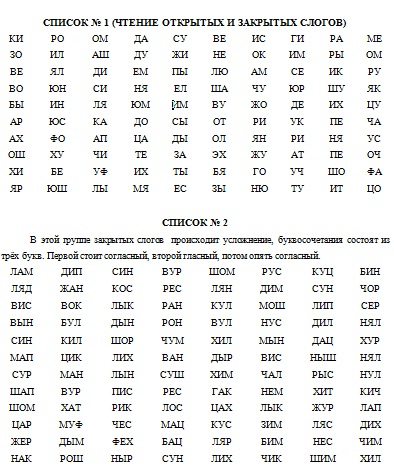 СПИСОК № 1 (ЧТЕНИЕ ОТКРЫТЫХ И ЗАКРЫТЫХ СЛОГОВ)
КИ РО ОМ ДА СУ ВЕ ИС ГИ РА МЕ
ЗО ИЛ АШ ДУ ЖИ НЕ ОК ИМ РЫ ОМ
ВЕ ЯЛ ДИ ЕМ ПЫ ЛЮ АМ СЕ ИК РУ
ВО ЮН СИ НЯ ЕЛ ША ЧУ ЮР ШУ ЯК
БЫ ИН ЛЯ ЮМ ИМ ВУ ЖО ДЕ ИХ ЦУ
АР ЮС КА ДО СЫ ОТ РИ УК ПЕ ЧА
АХ ФО АП ЦА ДЫ ОЛ ЯН РИ НЯ УС
ОШ ХУ ЧИ ТЕ ЗА ЭХ ЖУ АТ ПЕ ОЧ
ХИ БЕ УФ ИХ ТЫ БЯ ГО УЧ ШО ФА
ЯР ЮШ ЛЫ МЯ ЕС ЗЫ НЮ ТУ ИТ ЦО
СПИСОК № 2
В этой группе закрытых слогов происходит усложнение, буквосочетания состоят из
трёх букв. Первой стоит согласный, второй гласный, потом опять согласный.
ЛАМ ДИП СИН ВУР ШОМ РУС КУЦ БИН
ЛЯД ЖАН КОС РЕС ЛЯН ДИМ СУН ЧОР
ВИС ВОК ЛЫК РАН КУЛ МОШ ЛИП СЕР
ВЫН БУЛ ДЫН РОН ВУЛ НУС ДИЛ НЯЛ
СИН КИЛ ШОР ЧУМ ХИЛ МЫН ДАЦ ХУР
МАП ЦИК ЛИХ ВАН ДЫР ВИС НЫШ НЯЛ
СУР МАН ЛЫН СУШ ХИМ ЧАЛ РЫС НУЛ
ШАП ВУР ПИС РЕС ГАК НЕМ ХИТ КИЧ
ШОМ ХАТ РИК ЛОС ЦАХ ЛЫК ЖУР ЛАП
ЦАР МУФ ЧЕС МАЦ КУС ЗИМ ЛЯС ДИХ
ЖЕР ДЫМ ФЕХ БАЦ ЛЯР БИМ НЕС ЧИМ
НАК РОШ НЫР СУН ЛИХ ЧИК ШИМ ХИЛ